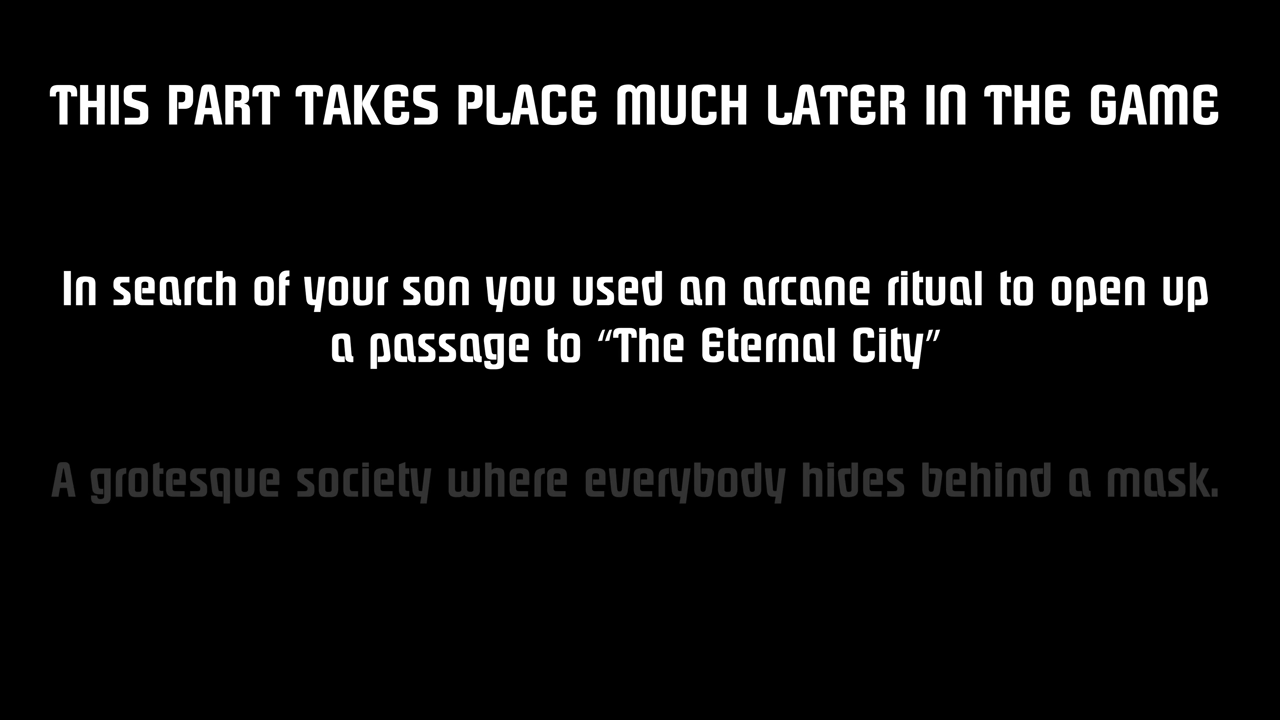 THIS PART TAKES PLACE MUCH LATER IN THE GAME
In search of your son you used an arcane ritual to open up
a passage to “The Eternal City”
A grotesque society where everybody hides behind a mask.